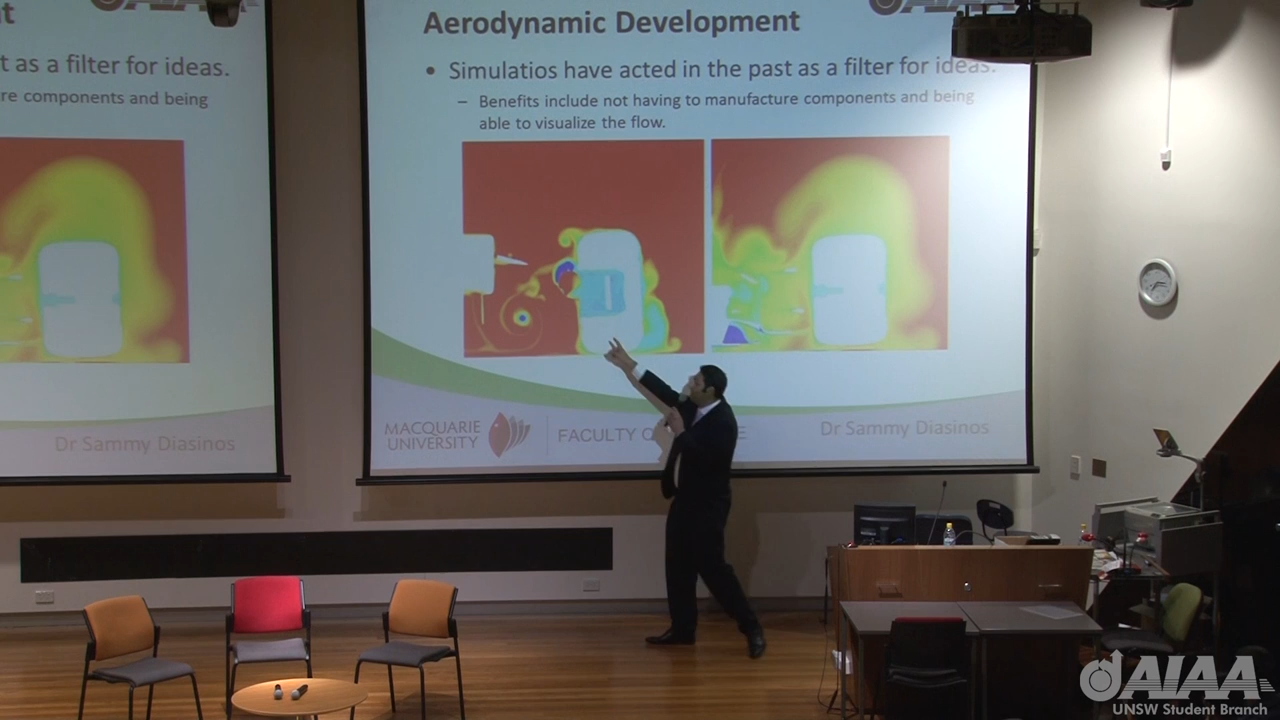 t
AIAA
t as a filter for ideas.
re components and being
Dr Sammy Diasinos
Aerodynamic Development
• Simulatios have acted in the past as a filter for ideas.
– Benefits include not having to manufacture components and being
able to visualize the flow.
MACQUARIE
UNIVERSITY
FACULTY O
E
Dr Sammy Diasinos
AIAA
UNSW Student Branch